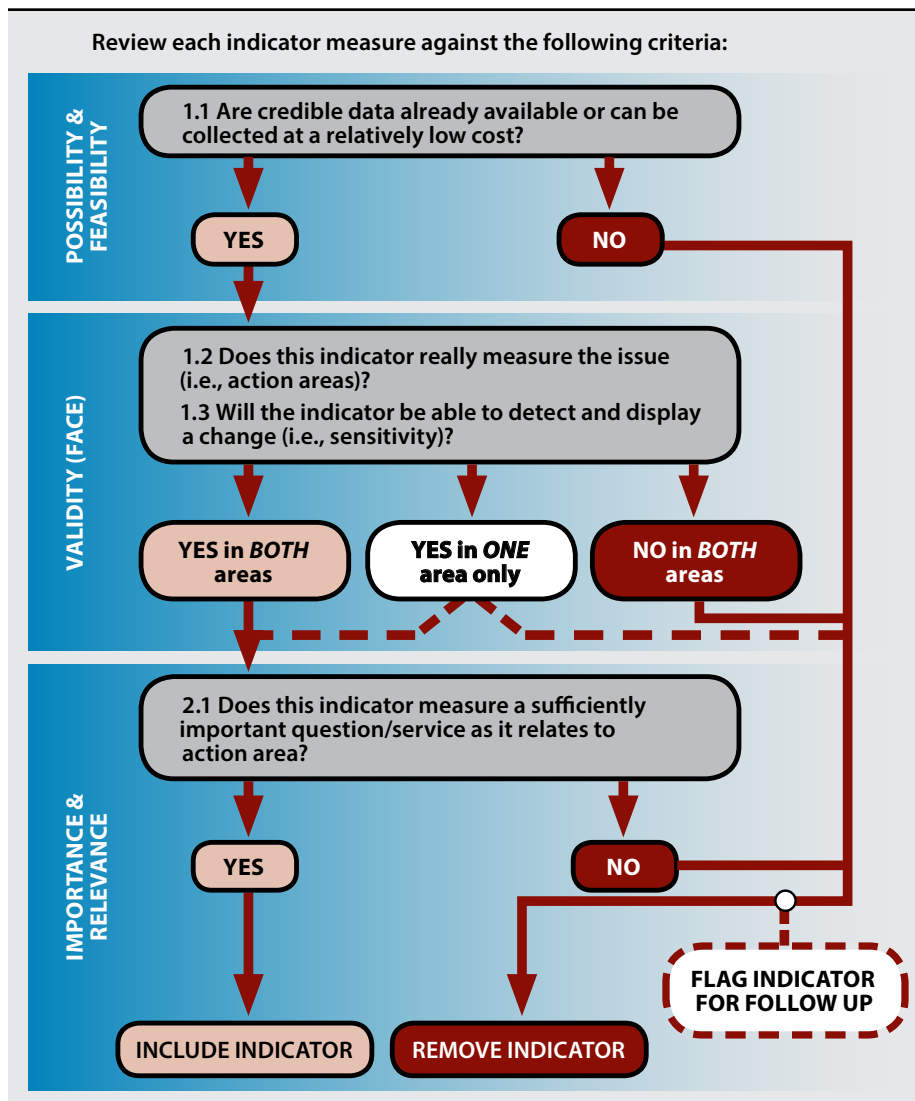 Review each indicator measure against the following criteria:
POSSIBILITY &
FEASIBILITY
1.1 Are credible data already available or can be
collected at a relatively low cost?
YES
NO
VALIDITY (FACE)
1.2 Does this indicator really measure the issue
(i.e., action areas)?
1.3 Will the indicator be able to detect and display
a change (i.e., sensitivity)?
YES in BOTH
areas
YES in ONE
area only
NO in BOTH
areas
IMPORTANCE &
RELEVANCE
2.1 Does this indicator measure a sufficiently
important question/service as it relates to
action area?
YES
NO
FLAG INDICATOR
FOR FOLLOW UP
INCLUDE INDICATOR
REMOVE INDICATOR